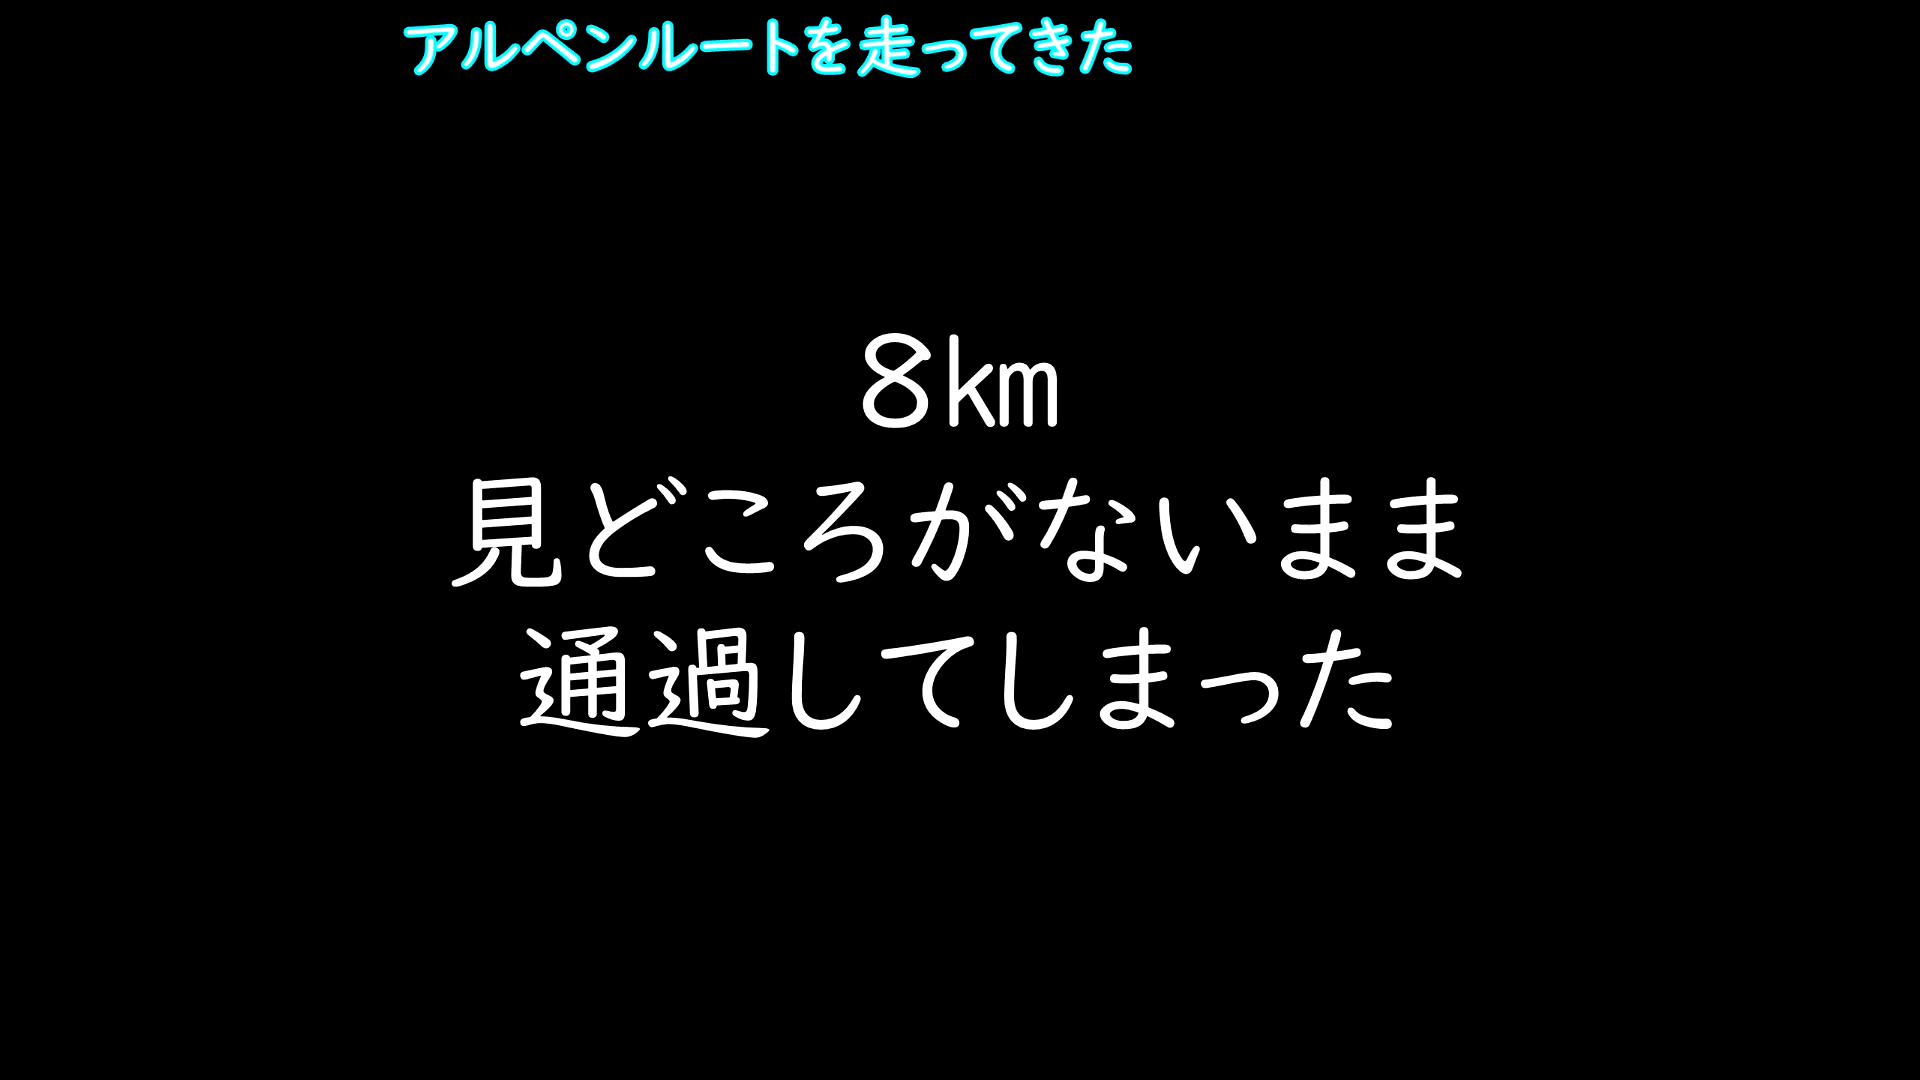 アルペンルートを走ってきた
8km
見どころがないまま
通過してしまった